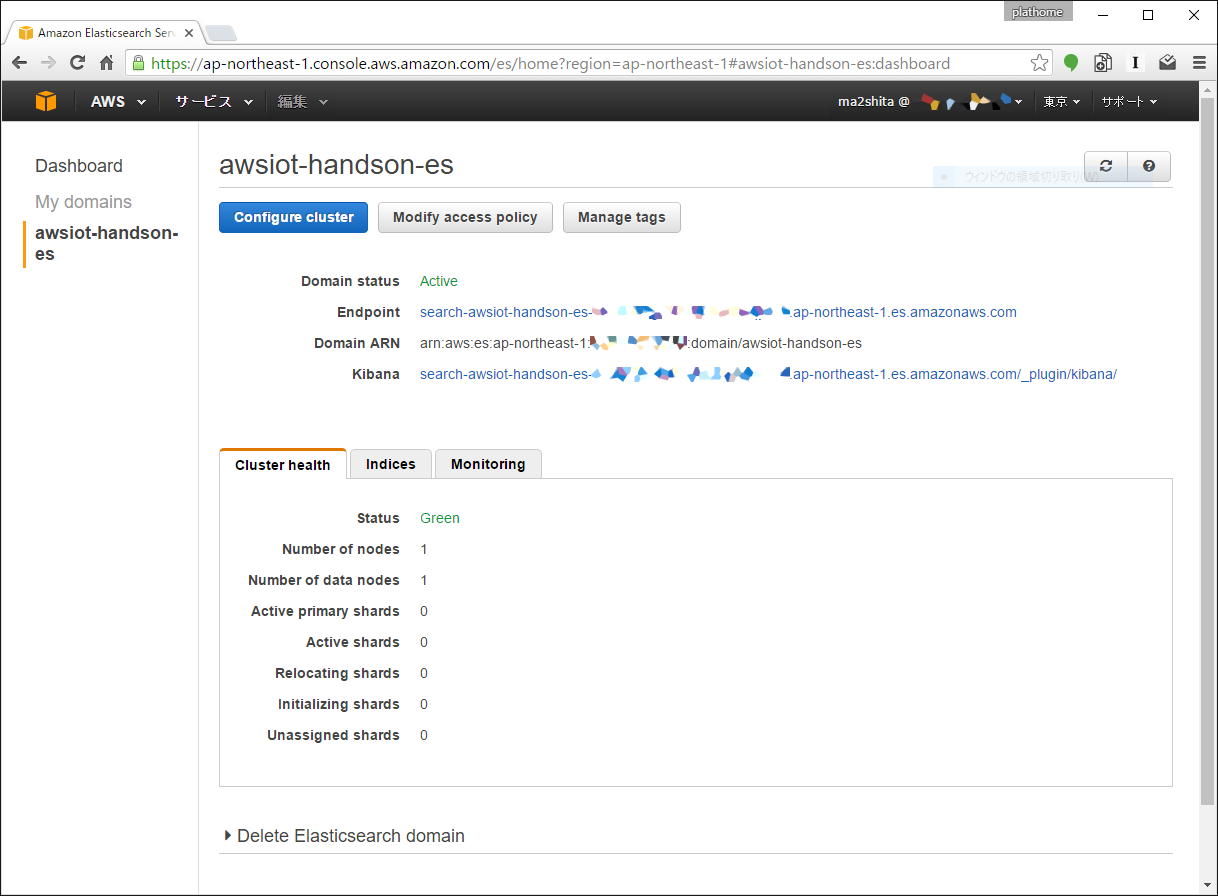 plathome
Amazon Elasticsearch Ser
https://ap-northeast-1.console.aws.amazon.com/es/home?region=ap-northeast-1#awsiot-handson-es:dashboard
AWS サービス 編集 ma2shita @ 東京 サポート
Dashboard
My domains
awsiot-handson-
es
awsiot-handson-es
ウィンドウの領域切り取り(W)
Configure cluster Modify access policy Manage tags
Domain status Active
Endpoint search-awsiot-handson-es- .ap-northeast-1.es.amazonaws.com
Domain ARN arn:aws:es:ap-northeast-1: :domain/awsiot-handson-es
Kibana search-awsiot-handson-es- .ap-northeast-1.es.amazonaws.com/_plugin/kibana/
Cluster health Indices Monitoring
Status Green
Number of nodes 1
Number of data nodes 1
Active primary shards 0
Active shards 0
Relocating shards 0
Initializing shards 0
Unassigned shards 0
Delete Elasticsearch domain